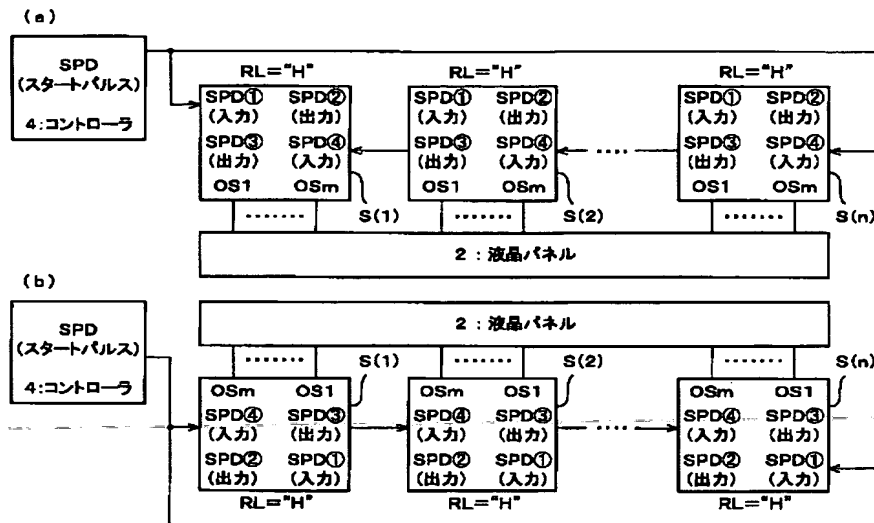 (a)
SPD
(スタートパルス)
4:コントローラ
RL="H"
SPD① SPD②
(入力) (出力)
SPD③ SPD④
(出力) (入力)
OS1 OSm
S(1)
RL="H"
SPD① SPD②
(入力) (出力)
SPD③ SPD④
(出力) (入力)
OS1 OSm
S(2)
RL="H"
SPD① SPD②
(入力) (出力)
SPD③ SPD④
(出力) (入力)
OS1 OSm
S(n)
2:液晶パネル
(b)
SPD
(スタートパルス)
4:コントローラ
2:液晶パネル
S(1)
OSm OS1
SPD④ SPD③
(入力) (出力)
SPD② SPD①
(出力) (入力)
RL="H"
S(2)
OSm OS1
SPD④ SPD③
(入力) (出力)
SPD② SPD①
(出力) (入力)
RL="H"
S(n)
OSm OS1
SPD④ SPD③
(入力) (出力)
SPD② SPD①
(出力) (入力)
RL="H"